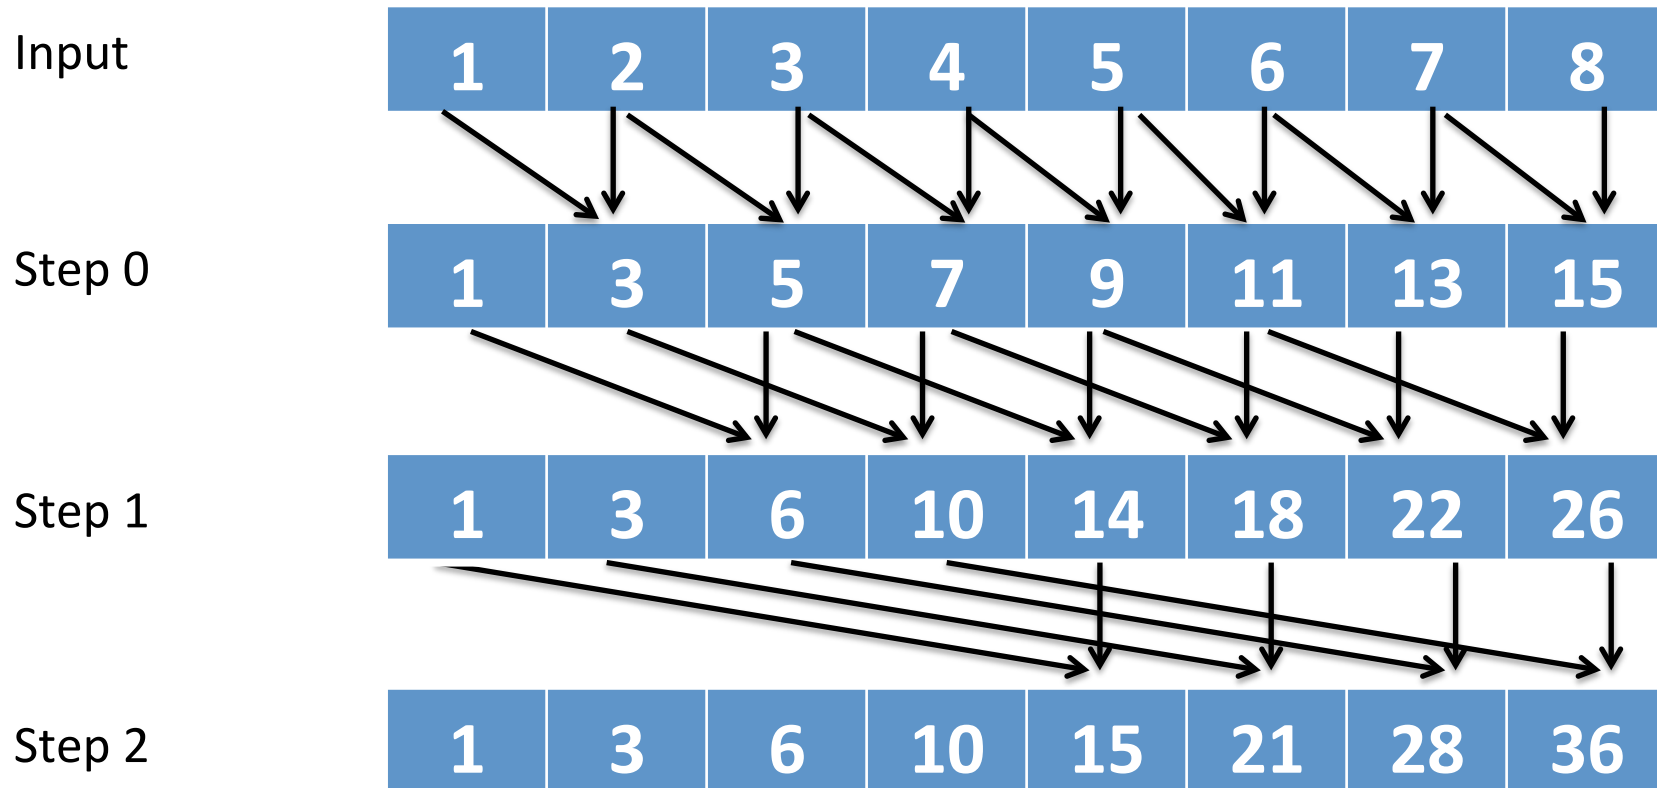 Input 1 2 3 4 5 6 7 8
Step 0 1 3 5 7 9 11 13 15
Step 1 1 3 6 10 14 18 22 26
Step 2 1 3 6 10 15 21 28 36